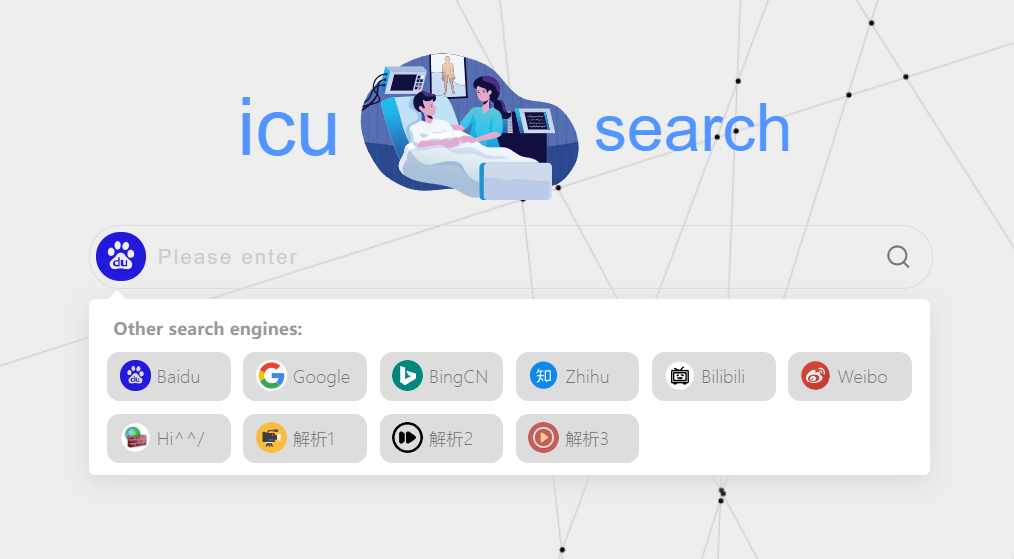 icu search
du Please enter
Other search engines:
Baidu Google BingCN 知 Zhihu Bilibili Weibo
Hi^^/ 解析1 解析2 解析3